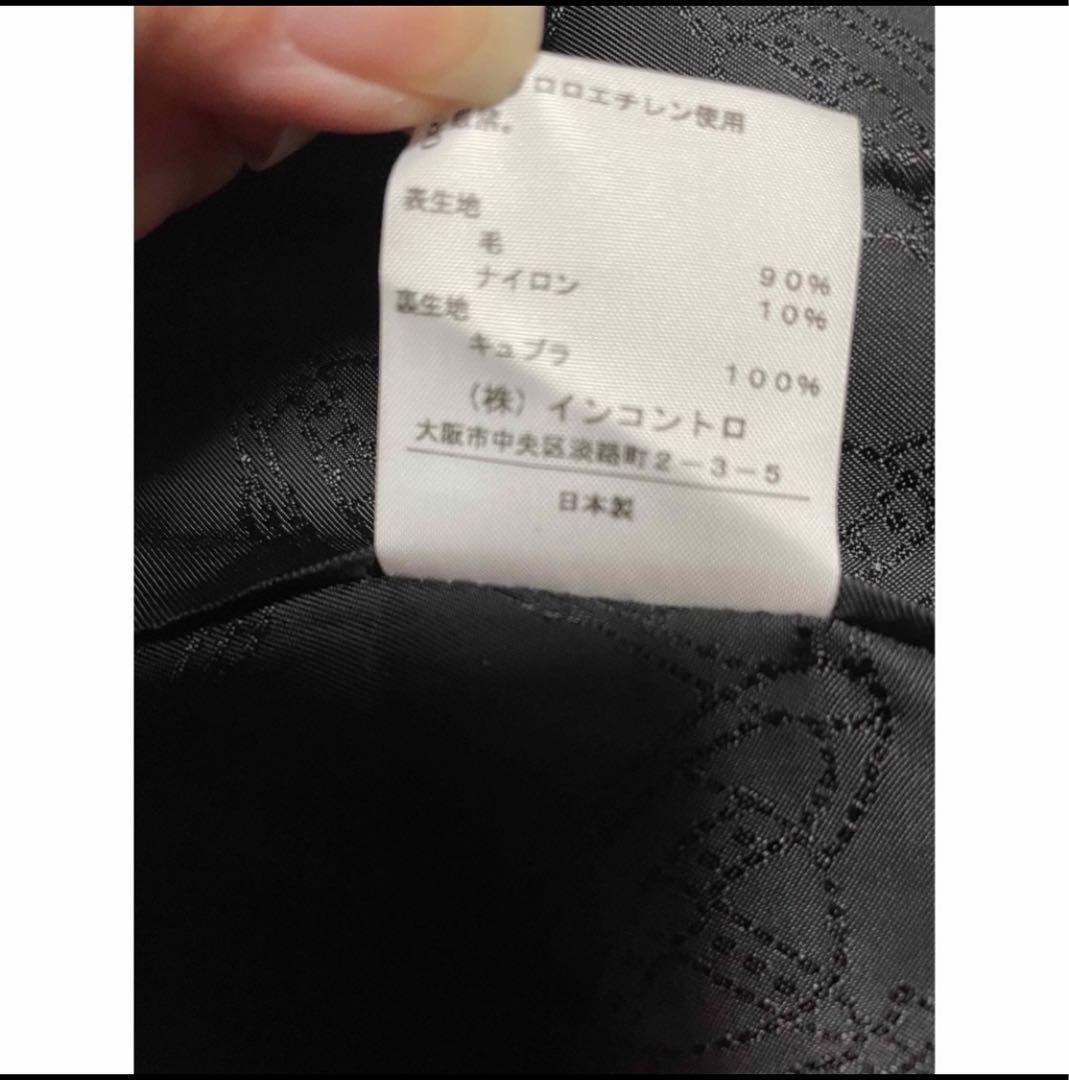 ロロエチレン使用
表生地
毛 90%
ナイロン 10%
裏生地
キュプラ 100%
（株）インコントロ
大阪市中央区淡路町2－3－5
日本製